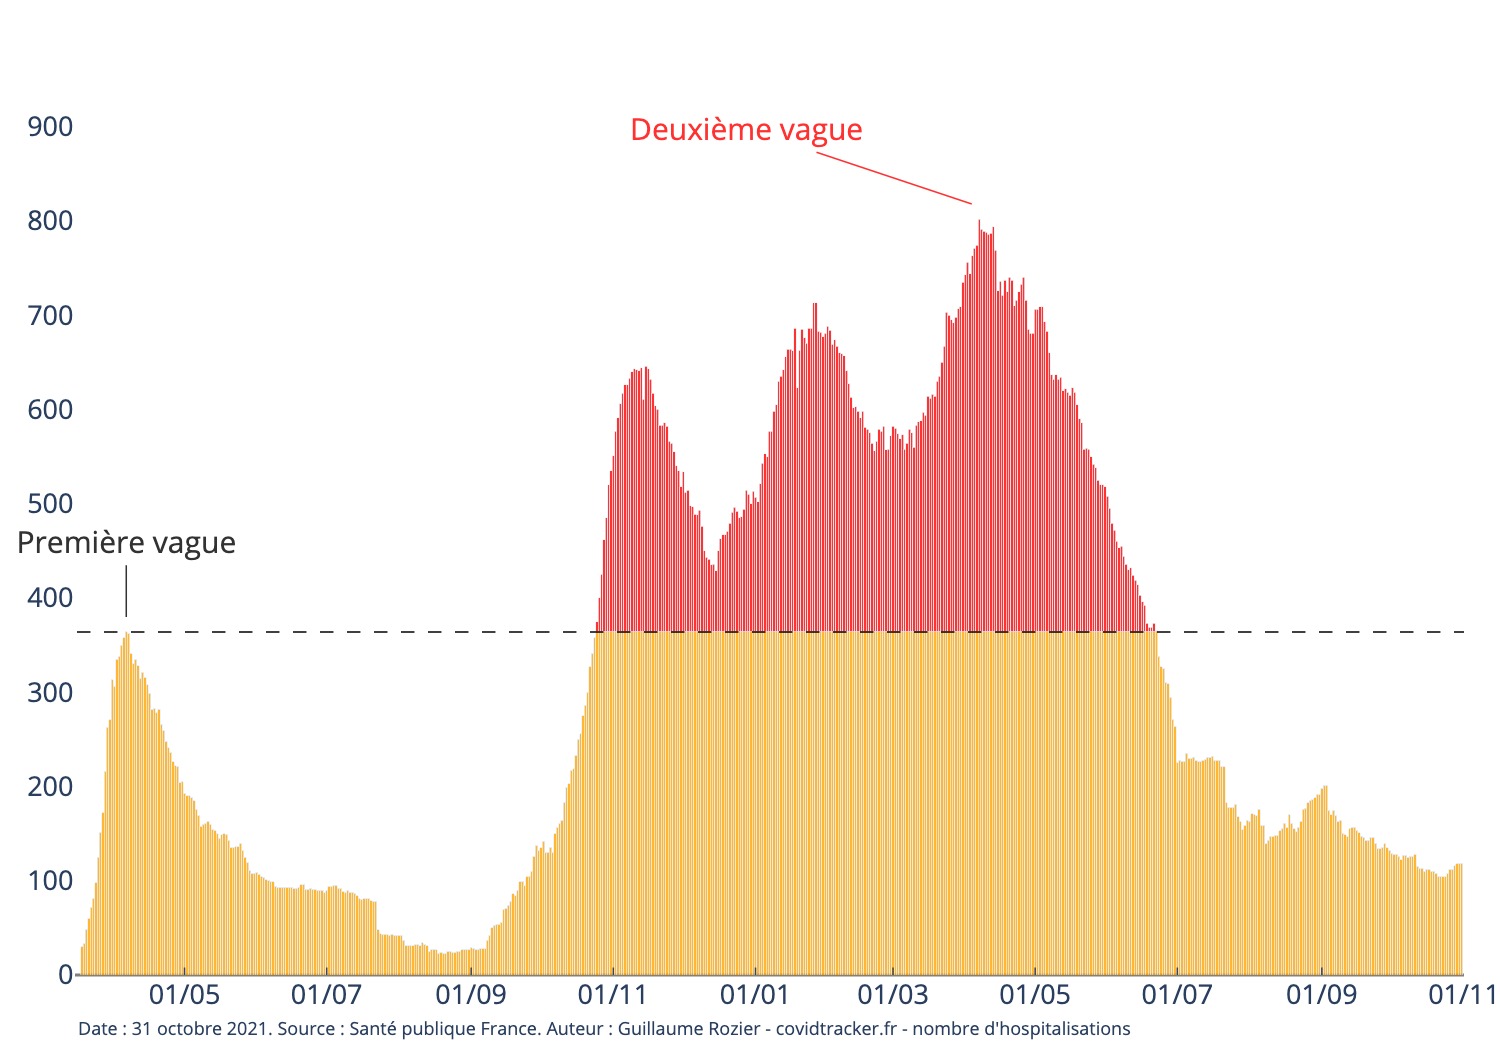 900
Deuxième vague
800
700
600
500
Première vague
400
300
200
100
0
01/05 01/07 01/09 01/11 01/01 01/03 01/05 01/07 01/09 01/11
Date : 31 octobre 2021. Source : Santé publique France. Auteur : Guillaume Rozier - covidtracker.fr - nombre d'hospitalisations